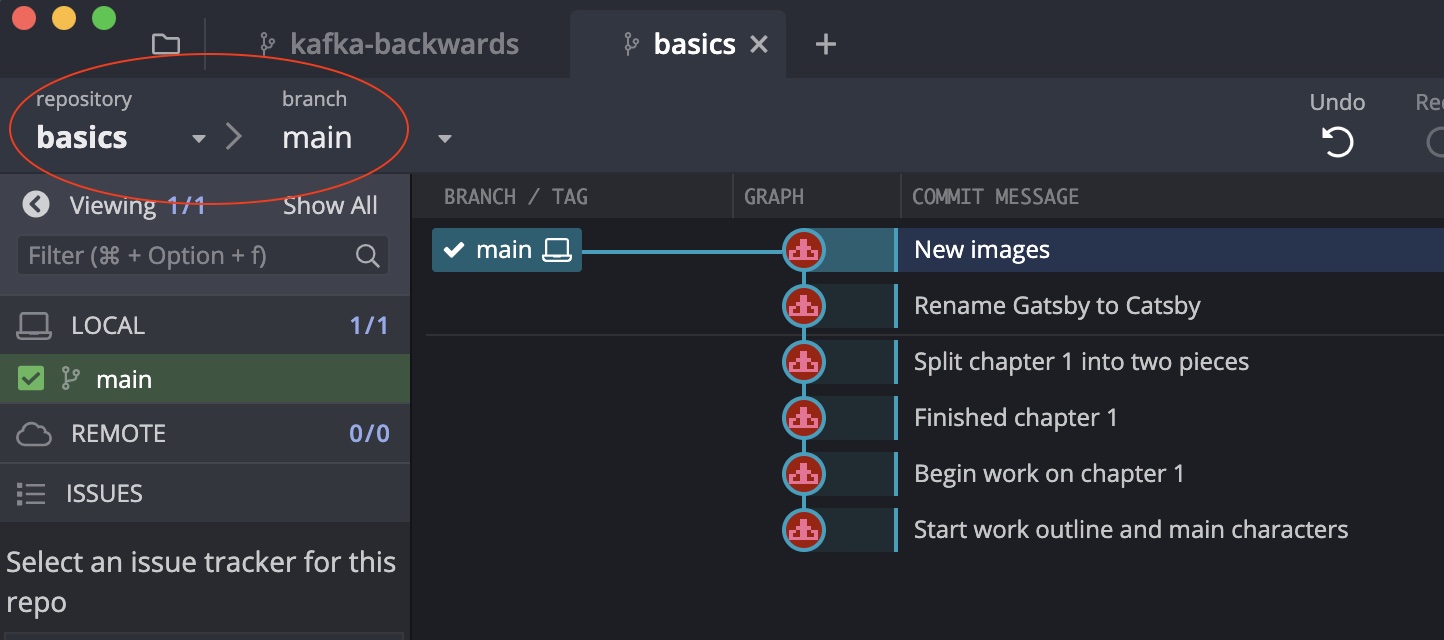 kafka-backwards
basics
repository
branch
basics
main
Undo
Viewing 1/1
Show All
BRANCH / TAG
GRAPH
COMMIT MESSAGE
Filter (⌘ + Option + f)
main
New images
Rename Gatsby to Catsby
LOCAL 1/1
Split chapter 1 into two pieces
main
Finished chapter 1
REMOTE 0/0
Begin work on chapter 1
ISSUES
Start work outline and main characters
Select an issue tracker for this
repo